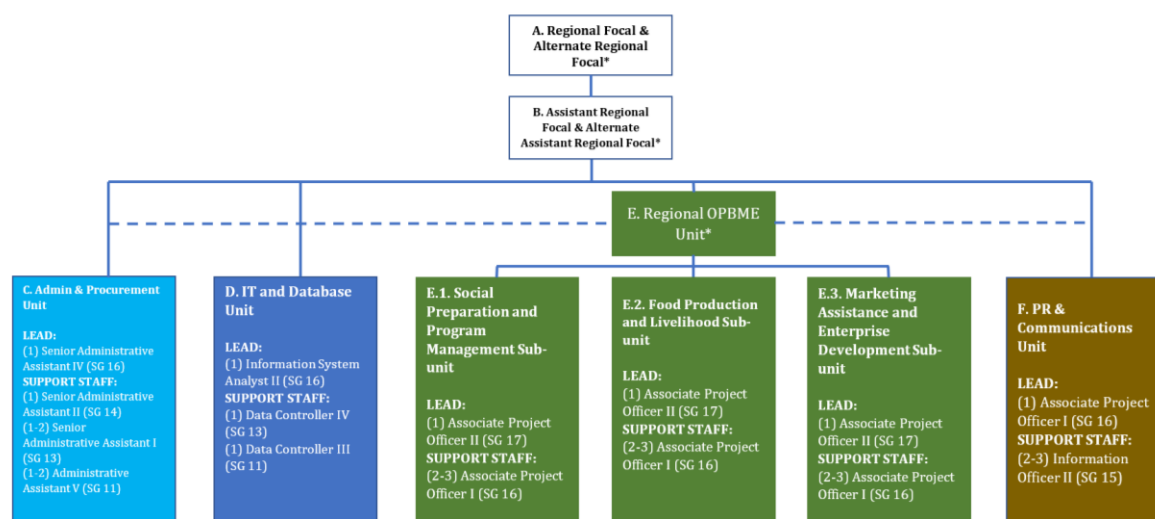 A. Regional Focal &
Alternate Regional
Focal*
B. Assistant Regional
Focal & Alternate
Assistant Regional Focal*
E. Regional OPBME
Unit*
C. Admin & Procurement
Unit
LEAD:
(1) Senior Administrative
Assistant IV (SG 16)
SUPPORT STAFF:
(1) Senior Administrative
Assistant II (SG 14)
(1-2) Senior
Administrative Assistant I
(SG 13)
(1-2) Administrative
Assistant V (SG 11)
D. IT and Database
Unit
LEAD:
(1) Information System
Analyst II (SG 16)
SUPPORT STAFF:
(1) Data Controller IV
(SG 13)
(1) Data Controller III
(SG 11)
E.1. Social
Preparation and
Program
Management Sub-
unit
LEAD:
(1) Associate Project
Officer II (SG 17)
SUPPORT STAFF:
(2-3) Associate Project
Officer I (SG 16)
E.2. Food Production
and Livelihood Sub-
unit
LEAD:
(1) Associate Project
Officer II (SG 17)
SUPPORT STAFF:
(2-3) Associate Project
Officer I (SG 16)
E.3. Marketing
Assistance and
Enterprise
Development Sub-
unit
LEAD:
(1) Associate Project
Officer II (SG 17)
SUPPORT STAFF:
(2-3) Associate Project
Officer I (SG 16)
F. PR &
Communications
Unit
LEAD:
(1) Associate Project
Officer I (SG 16)
SUPPORT STAFF:
(2-3) Information
Officer II (SG 15)